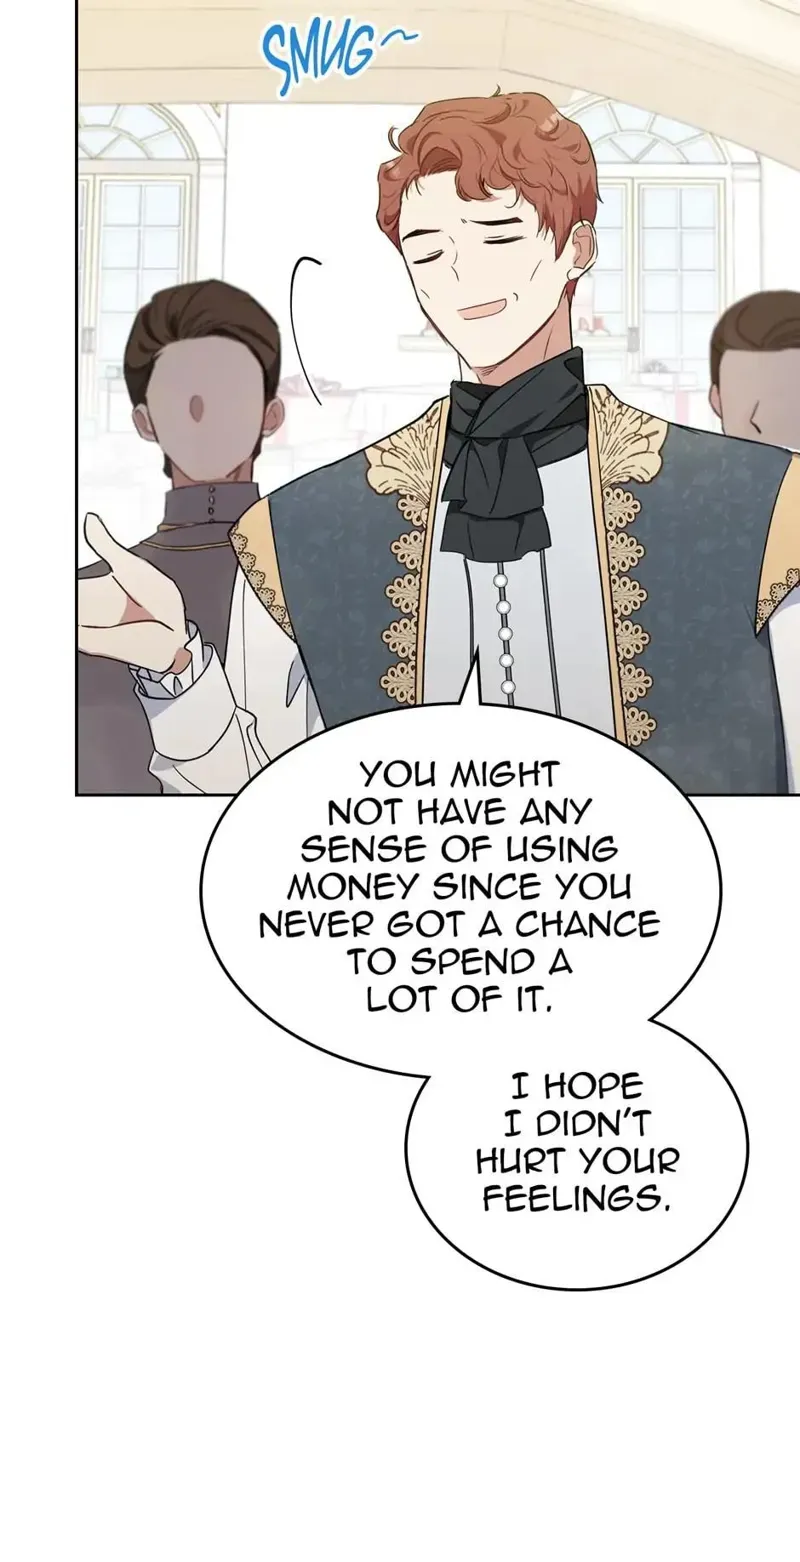 SMUG~
YOU MIGHT
NOT HAVE ANY
SENSE OF USING
MONEY SINCE YOU
NEVER GOT A CHANCE
TO SPEND A
LOT OF IT.
I HOPE
I DIDN'T
HURT YOUR
FEELINGS.